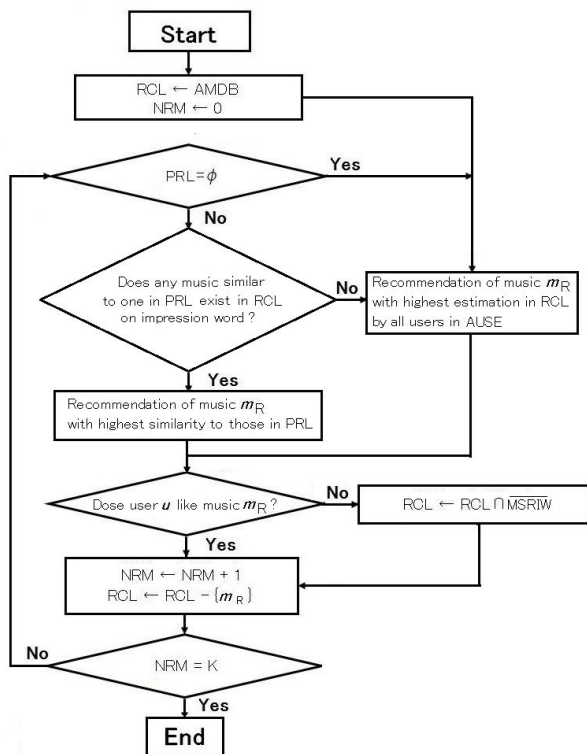 Start
RCL ← AMDB
NRM ← 0
PRL=ϕ
Yes
No
Does any music similar
to one in PRL exist in RCL
on impression word ?
No
Recommendation of music m_R
with highest estimation in RCL
by all users in AUSE
Yes
Recommendation of music m_R
with highest similarity to those in PRL
Dose user u like music m_R?
No
RCL ← RCL ∩ M̅S̅R̅I̅W̅
Yes
NRM ← NRM + 1
RCL ← RCL − {m_R}
No
NRM = K
Yes
End